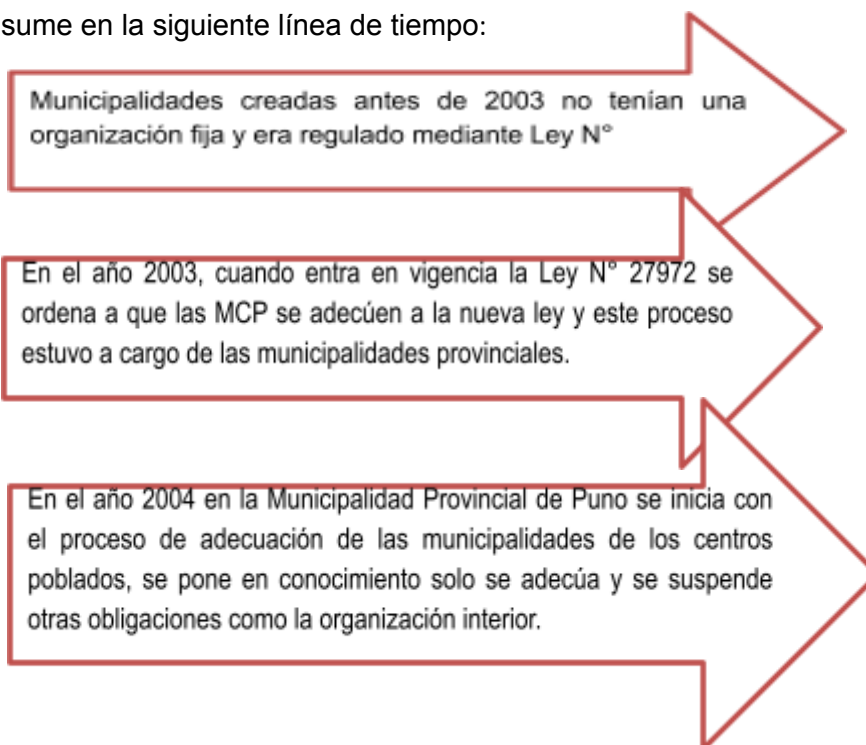 sume en la siguiente línea de tiempo:
Municipalidades creadas antes de 2003 no tenían una
organización fija y era regulado mediante Ley N°
En el año 2003, cuando entra en vigencia la Ley N° 27972 se
ordena a que las MCP se adecúen a la nueva ley y este proceso
estuvo a cargo de las municipalidades provinciales.
En el año 2004 en la Municipalidad Provincial de Puno se inicia con
el proceso de adecuación de las municipalidades de los centros
poblados, se pone en conocimiento solo se adecúa y se suspende
otras obligaciones como la organización interior.